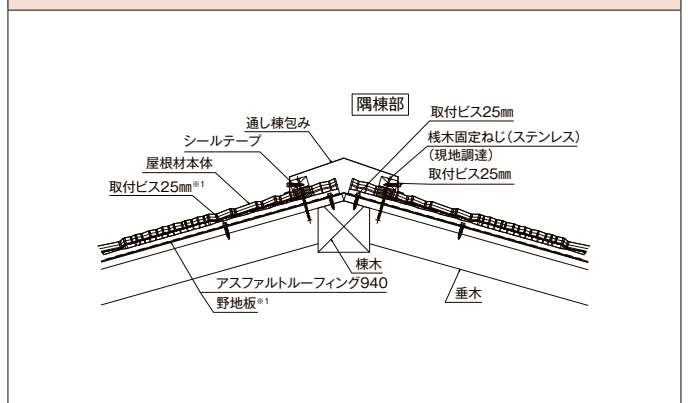 隅棟部
取付ビス25㎜
通し棟包み
桟木固定ねじ(ステンレス)
シールテープ
(現地調達)
屋根材本体
取付ビス25㎜
取付ビス25㎜※1
棟木
アスファルトルーフィング940
垂木
野地板※1